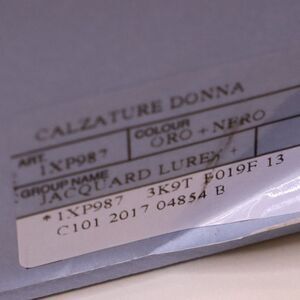 CALZATURE DONNA
ART. COLOUR
1XP987 ORO+NERO
GROUP NAME
JACQUARD LUREX +
*1XP987 3K9T F019F 13
C101 2017 04854 B